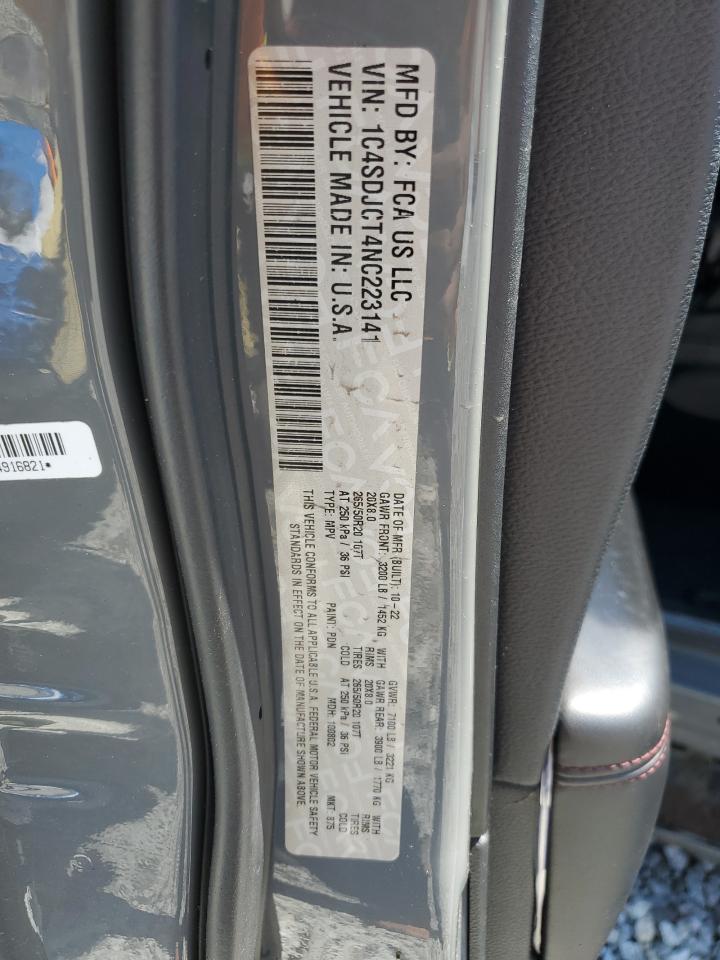 MFD BY: FCA US LLC
VIN: 1C4SDJCT4NC223141
VEHICLE MADE IN: U.S.A.
DATE OF MFR (BUILT): 10-22 GVWR: 7100 LB / 3221 KG
GAWR FRONT: 3200 LB / 1452 KG WITH GAWR REAR: 3900 LB / 1770 KG WITH
20X8.0 RIMS 20X8.0 RIMS
265/50R20 107T TIRES 265/50R20 107T TIRES
AT 250 kPa / 36 PSI COLD AT 250 kPa / 36 PSI COLD
TYPE: MPV PAINT: PDN MDH: 100802 MKT: 875
THIS VEHICLE CONFORMS TO ALL APPLICABLE U.S.A. FEDERAL MOTOR VEHICLE SAFETY
STANDARDS IN EFFECT ON THE DATE OF MANUFACTURE SHOWN ABOVE.
916821*